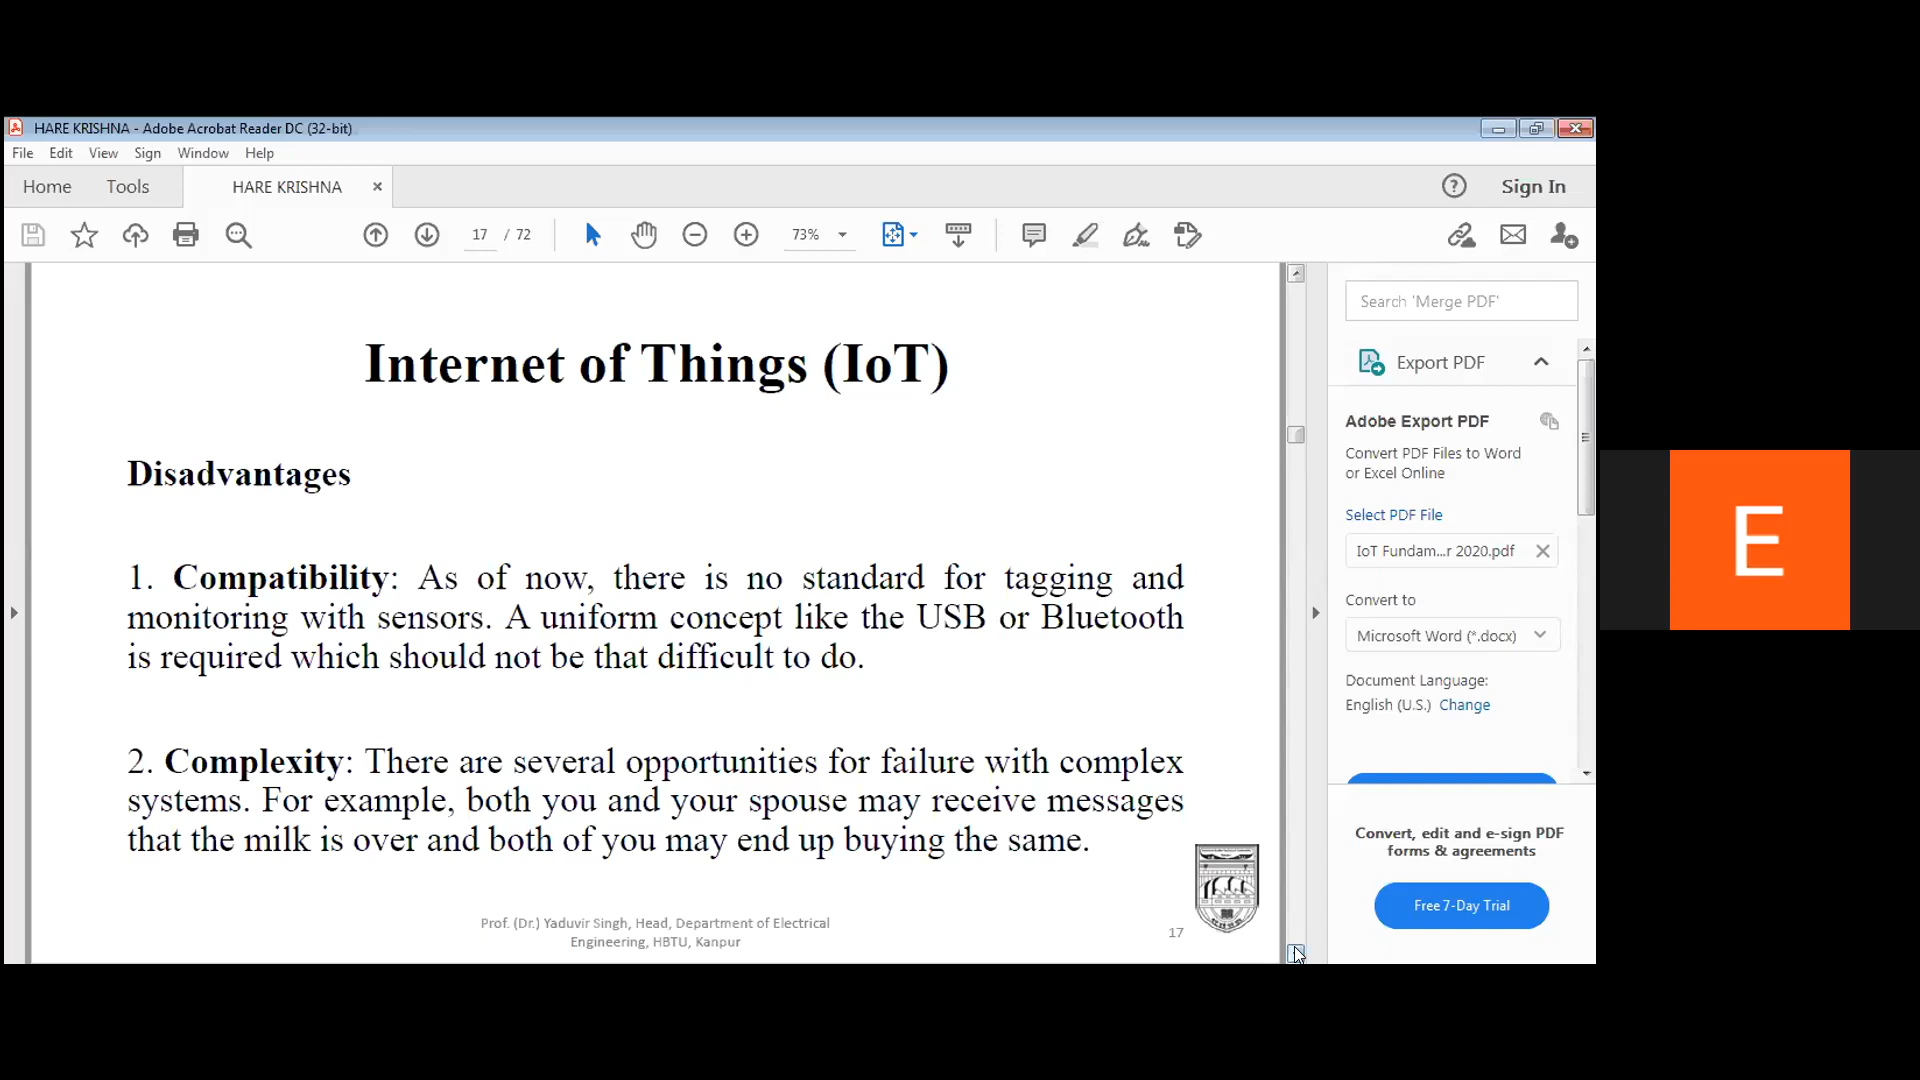 HARE KRISHNA - Adobe Acrobat Reader DC (32-bit)
File Edit View Sign Window Help
Home Tools HARE KRISHNA × Sign In
17 / 72 73%
Search 'Merge PDF'
Export PDF
Adobe Export PDF
Convert PDF Files to Word
or Excel Online
Select PDF File
IoT Fundam...r 2020.pdf
Convert to
Microsoft Word (*.docx)
Document Language:
English (U.S.) Change
Convert, edit and e-sign PDF
forms & agreements
Free 7-Day Trial
Internet of Things (IoT)
Disadvantages
1. Compatibility: As of now, there is no standard for tagging and
monitoring with sensors. A uniform concept like the USB or Bluetooth
is required which should not be that difficult to do.
2. Complexity: There are several opportunities for failure with complex
systems. For example, both you and your spouse may receive messages
that the milk is over and both of you may end up buying the same.
Prof. (Dr.) Yaduvir Singh, Head, Department of Electrical
Engineering, HBTU, Kanpur
17
E